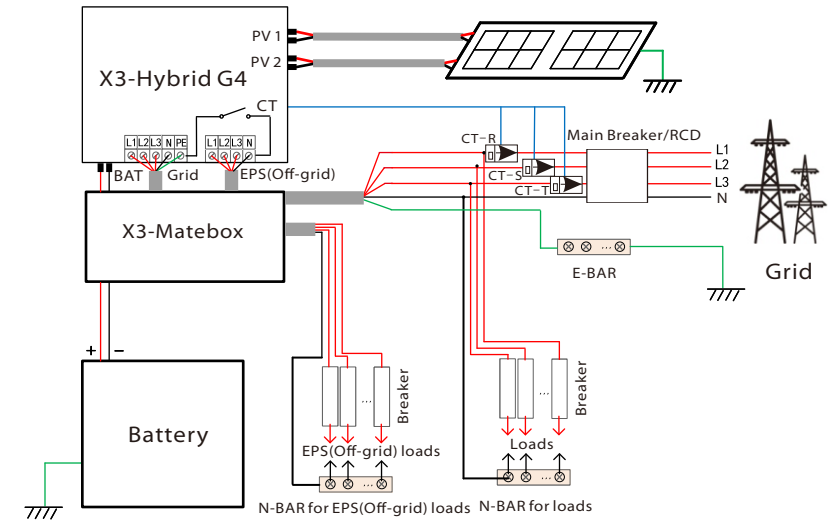 PV 1
PV 2
X3-Hybrid G4
CT
L1 L2 L3 N PE
L1 L2 L3 N
BAT
Grid
EPS(Off-grid)
CT-R
CT-S
CT-T
Main Breaker/RCD
L1
L2
L3
N
X3-Matebox
... 
E-BAR
Grid
+ −
Battery
...
Breaker
...
Breaker
EPS(Off-grid) loads
Loads
...
...
N-BAR for EPS(Off-grid) loads
N-BAR for loads